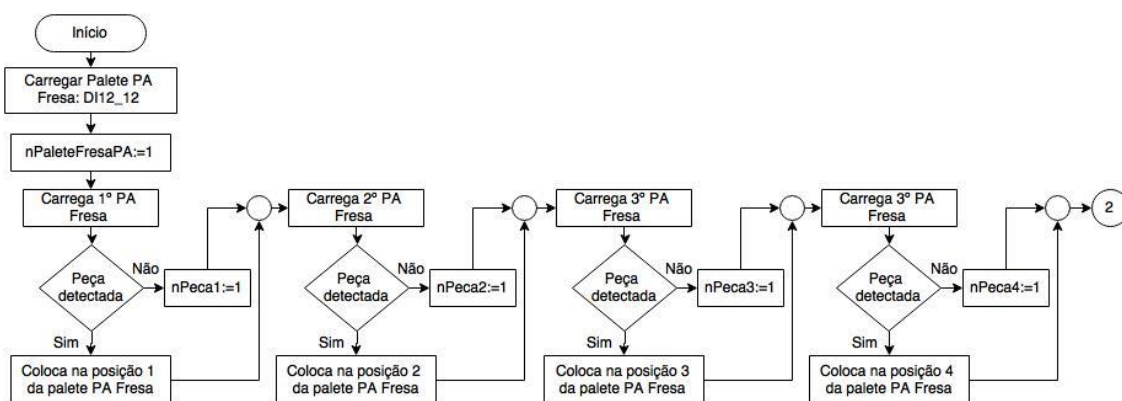 Início
Carregar Palete PA
Fresa: DI12_12
nPaleteFresaPA:=1
Carrega 1º PA
Fresa
Peça
detectada
Não
nPeca1:=1
Sim
Coloca na posição 1
da palete PA Fresa
Carrega 2º PA
Fresa
Peça
detectada
Não
nPeca2:=1
Sim
Coloca na posição 2
da palete PA Fresa
Carrega 3º PA
Fresa
Peça
detectada
Não
nPeca3:=1
Sim
Coloca na posição 3
da palete PA Fresa
Carrega 3º PA
Fresa
Peça
detectada
Não
nPeca4:=1
Sim
Coloca na posição 4
da palete PA Fresa
2